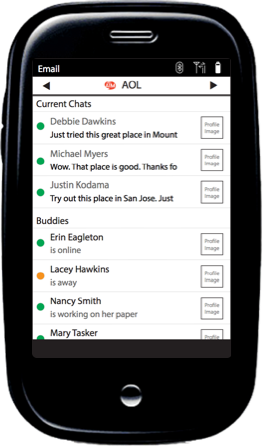 Email
AOL
Current Chats
Debbie Dawkins
Just tried this great place in Mount
Profile
Image
Michael Myers
Wow. That place is good. Thanks fo
Profile
Image
Justin Kodama
Try out this place in San Jose. Just
Profile
Image
Buddies
Erin Eagleton
is online
Profile
Image
Lacey Hawkins
is away
Profile
Image
Nancy Smith
is working on her paper
Profile
Image
Mary Tasker
Profile